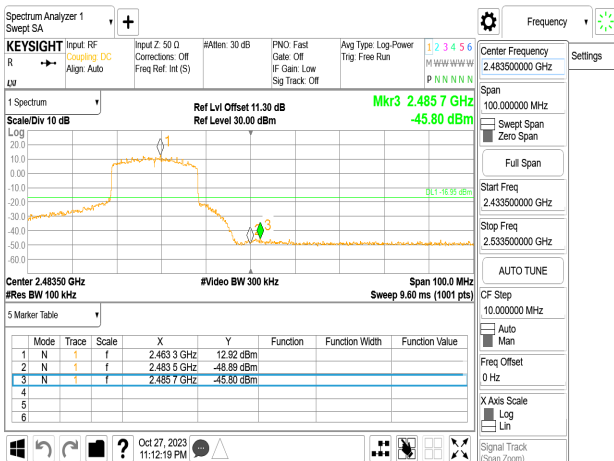 Spectrum Analyzer 1
Swept SA
Frequency
KEYSIGHT
R
Input: RF
Coupling: DC
Align: Auto
Input Z: 50 Ω
Corrections: Off
Freq Ref: Int (S)
#Atten: 30 dB
PNO: Fast
Gate: Off
IF Gain: Low
Sig Track: Off
Avg Type: Log-Power
Trig: Free Run
1 2 3 4 5 6
M W W W W W
P N N N N N
1 Spectrum
Scale/Div 10 dB
Ref Lvl Offset 11.30 dB
Ref Level 30.00 dBm
Mkr3 2.485 7 GHz
-45.80 dBm
Log
20.0
10.0
0.00
-10.0
-20.0
-30.0
-40.0
-50.0
-60.0
1
3
DL1 -16.95 dBm
Center 2.48350 GHz
#Res BW 100 kHz
#Video BW 300 kHz
Span 100.0 MHz
Sweep 9.60 ms (1001 pts)
5 Marker Table
Mode Trace Scale X Y Function Function Width Function Value
1 N 1 f 2.463 3 GHz 12.92 dBm
2 N 1 f 2.483 5 GHz -48.89 dBm
3 N 1 f 2.485 7 GHz -45.80 dBm
4
5
6
Oct 27, 2023
11:12:19 PM
?
Center Frequency
2.483500000 GHz
Settings
Span
100.000000 MHz
Swept Span
Zero Span
Full Span
Start Freq
2.433500000 GHz
Stop Freq
2.533500000 GHz
AUTO TUNE
CF Step
10.000000 MHz
Auto
Man
Freq Offset
0 Hz
X Axis Scale
Log
Lin
Signal Track
(Span Zoom)